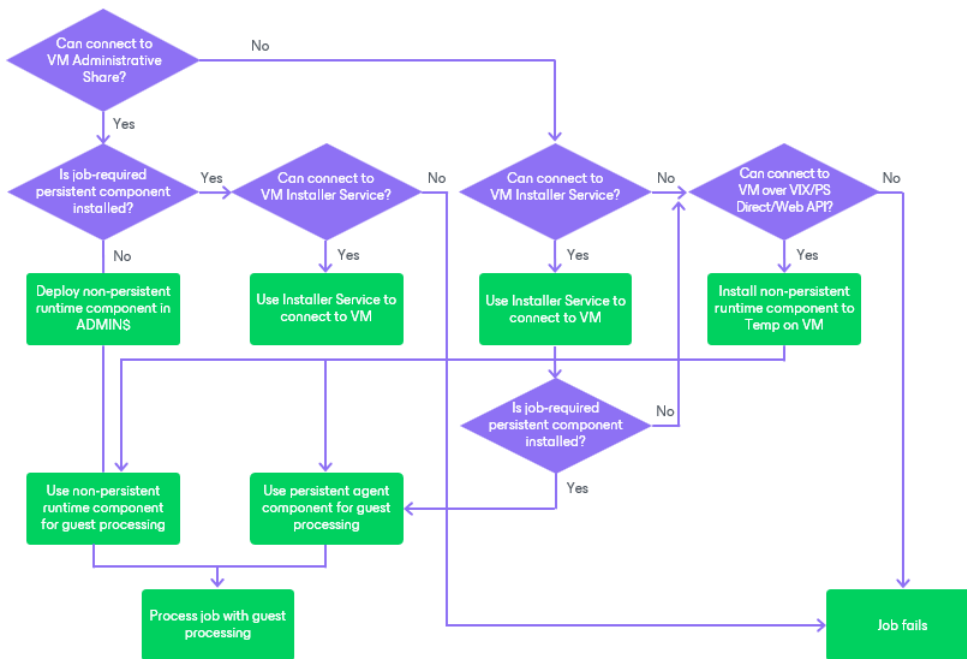 Can connect to
VM Administrative
Share?
No
Yes
Is job-required
persistent component
installed?
Yes
Can connect to
VM Installer Service?
No
Can connect to
VM Installer Service?
No
Can connect to
VM over VIX/PS
Direct/Web API?
No
No
Yes
Yes
Yes
Deploy non-persistent
runtime component in
ADMIN$
Use Installer Service to
connect to VM
Use Installer Service to
connect to VM
Install non-persistent
runtime component to
Temp on VM
Is job-required
persistent component
installed?
No
Yes
Use non-persistent
runtime component
for guest processing
Use persistent agent
component for guest
processing
Process job with guest
processing
Job fails